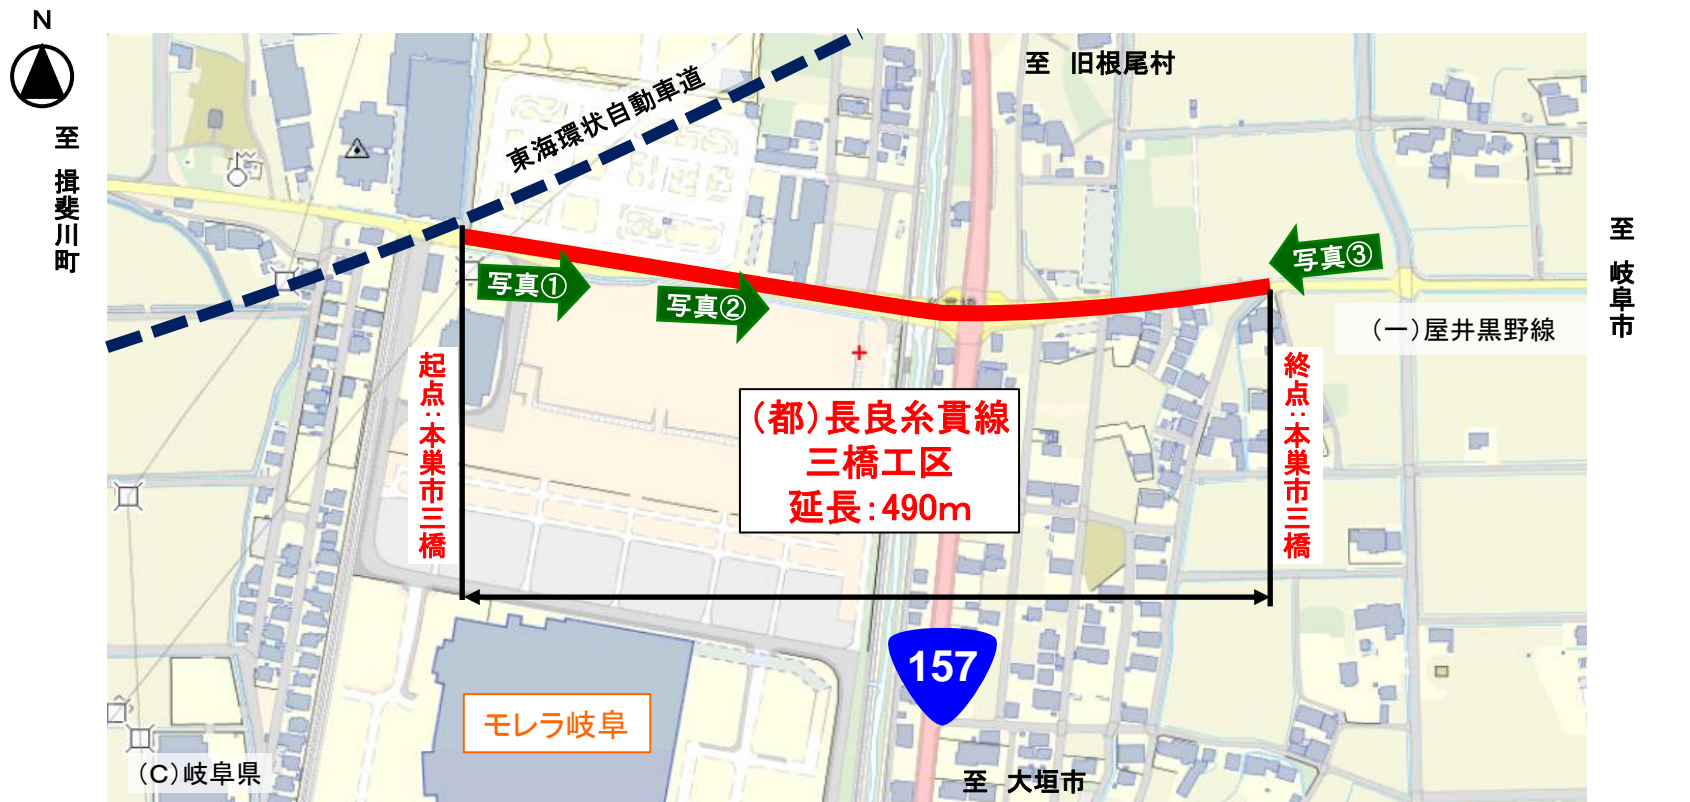 N
至 揖斐川町
東海環状自動車道
至 旧根尾村
至 岐阜市
写真①
写真②
写真③
(一)屋井黒野線
起点:本巣市三橋
(都)長良糸貫線
三橋工区
延長:490m
終点:本巣市三橋
157
モレラ岐阜
(C)岐阜県
至 大垣市